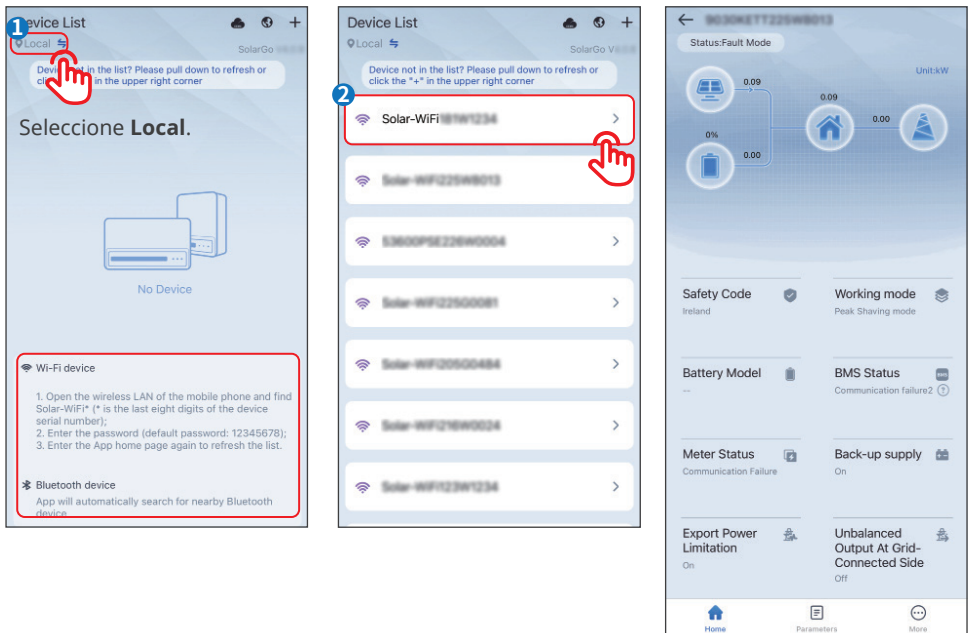 1
Device List
Local
SolarGo
Device not in the list? Please pull down to refresh or
click the "+" in the upper right corner
Seleccione Local.
No Device
Wi-Fi device
1. Open the wireless LAN of the mobile phone and find
Solar-WiFi* (* is the last eight digits of the device
serial number);
2. Enter the password (default password: 12345678);
3. Enter the App home page again to refresh the list.
Bluetooth device
App will automatically search for nearby Bluetooth
device
Device List
Local
SolarGo V
Device not in the list? Please pull down to refresh or
click the "+" in the upper right corner
2
Solar-WiFi
Status:Fault Mode
Unit:kW
0.09
0.09
0.00
0%
0.00
Safety Code
Ireland
Working mode
Peak Shaving mode
Battery Model
--
BMS Status
Communication failure2
Meter Status
Communication Failure
Back-up supply
On
Export Power
Limitation
On
Unbalanced
Output At Grid-
Connected Side
Off
Home
Parameters
More